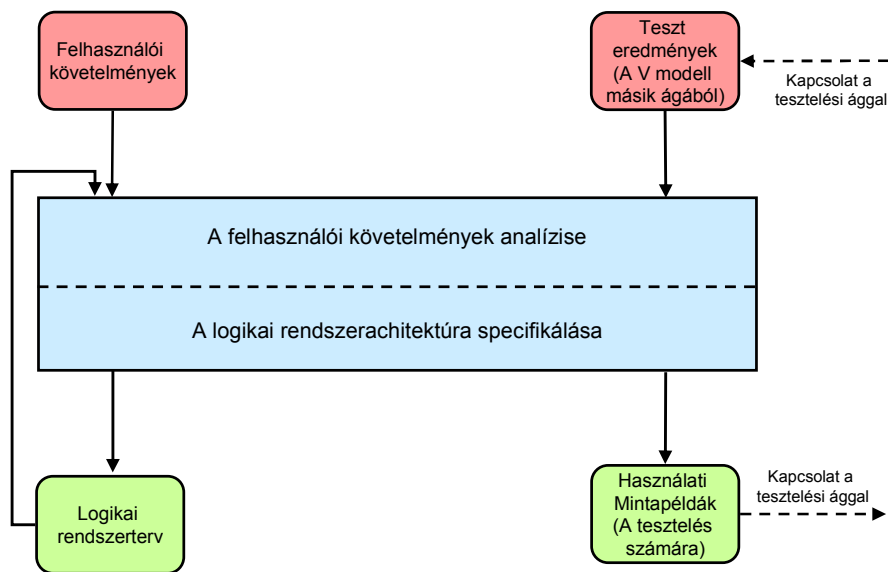 Felhasználói
követelmények
Teszt
eredmények
(A V modell
másik ágából)
Kapcsolat a
tesztelési ággal
A felhasználói követelmények analízise
A logikai rendszerachitektúra specifikálása
Logikai
rendszerterv
Használati
Mintapéldák
(A tesztelés
számára)
Kapcsolat a
tesztelési ággal